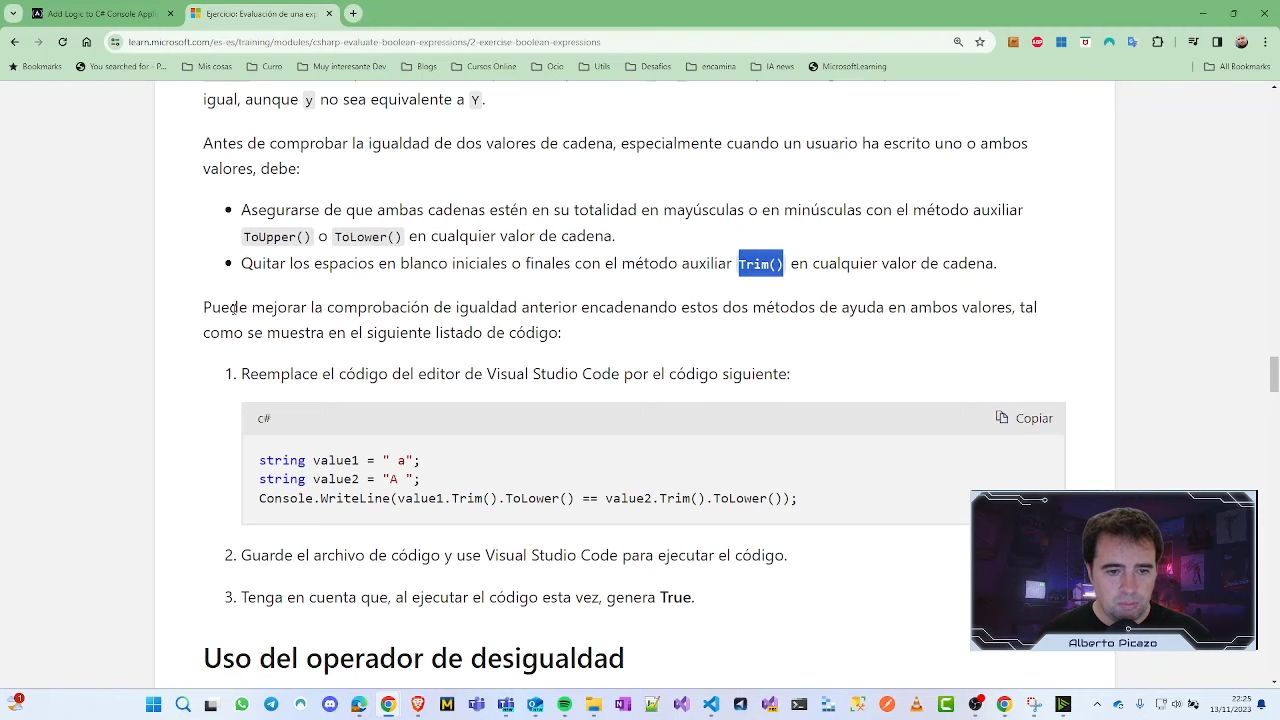 Add Logic to C# Console Appli
Ejercicio: Evaluación de una exp
learn.microsoft.com/es-es/training/modules/csharp-evaluate-boolean-expressions/2-exercise-boolean-expressions
Bookmarks
You searched for - P...
Mis cosas
Curro
Muy interesante Dev
Blogs
Cursos Online
Ocio
Utils
Desafios
encamina
IA news
MicrosoftLearning
All Bookmarks
igual, aunque y no sea equivalente a Y.
Antes de comprobar la igualdad de dos valores de cadena, especialmente cuando un usuario ha escrito uno o ambos
valores, debe:
• Asegurarse de que ambas cadenas estén en su totalidad en mayúsculas o en minúsculas con el método auxiliar
ToUpper() o ToLower() en cualquier valor de cadena.
• Quitar los espacios en blanco iniciales o finales con el método auxiliar Trim() en cualquier valor de cadena.
Puede mejorar la comprobación de igualdad anterior encadenando estos dos métodos de ayuda en ambos valores, tal
como se muestra en el siguiente listado de código:
1. Reemplace el código del editor de Visual Studio Code por el código siguiente:
c#
Copiar
string value1 = " a";
string value2 = "A ";
Console.WriteLine(value1.Trim().ToLower() == value2.Trim().ToLower());
2. Guarde el archivo de código y use Visual Studio Code para ejecutar el código.
3. Tenga en cuenta que, al ejecutar el código esta vez, genera True.
Uso del operador de desigualdad
Alberto Picazo
22:25
13/11/2023